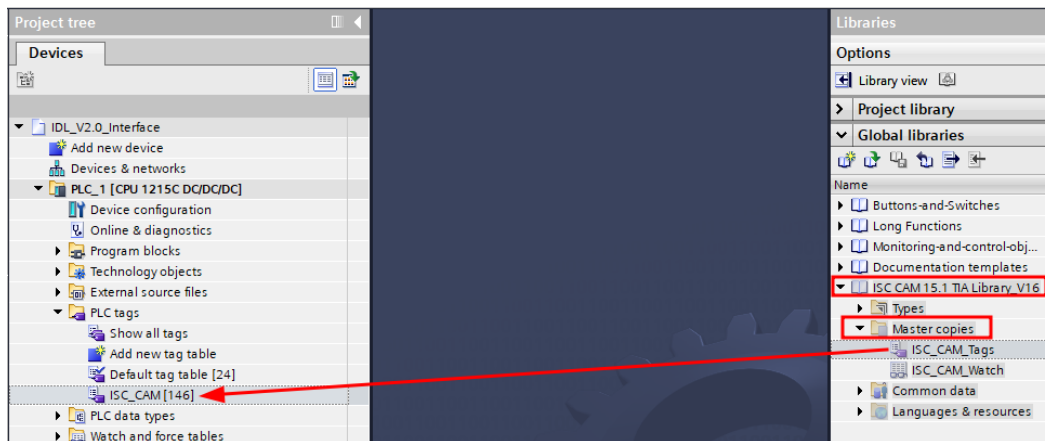 Project tree
Devices
IDL_V2.0_Interface
Add new device
Devices & networks
PLC_1 [CPU 1215C DC/DC/DC]
Device configuration
Online & diagnostics
Program blocks
Technology objects
External source files
PLC tags
Show all tags
Add new tag table
Default tag table [24]
ISC_CAM [146]
PLC data types
Watch and force tables
Libraries
Options
Library view
Project library
Global libraries
Name
Buttons-and-Switches
Long Functions
Monitoring-and-control-obj...
Documentation templates
ISC CAM 15.1 TIA Library_V16
Types
Master copies
ISC_CAM_Tags
ISC_CAM_Watch
Common data
Languages & resources